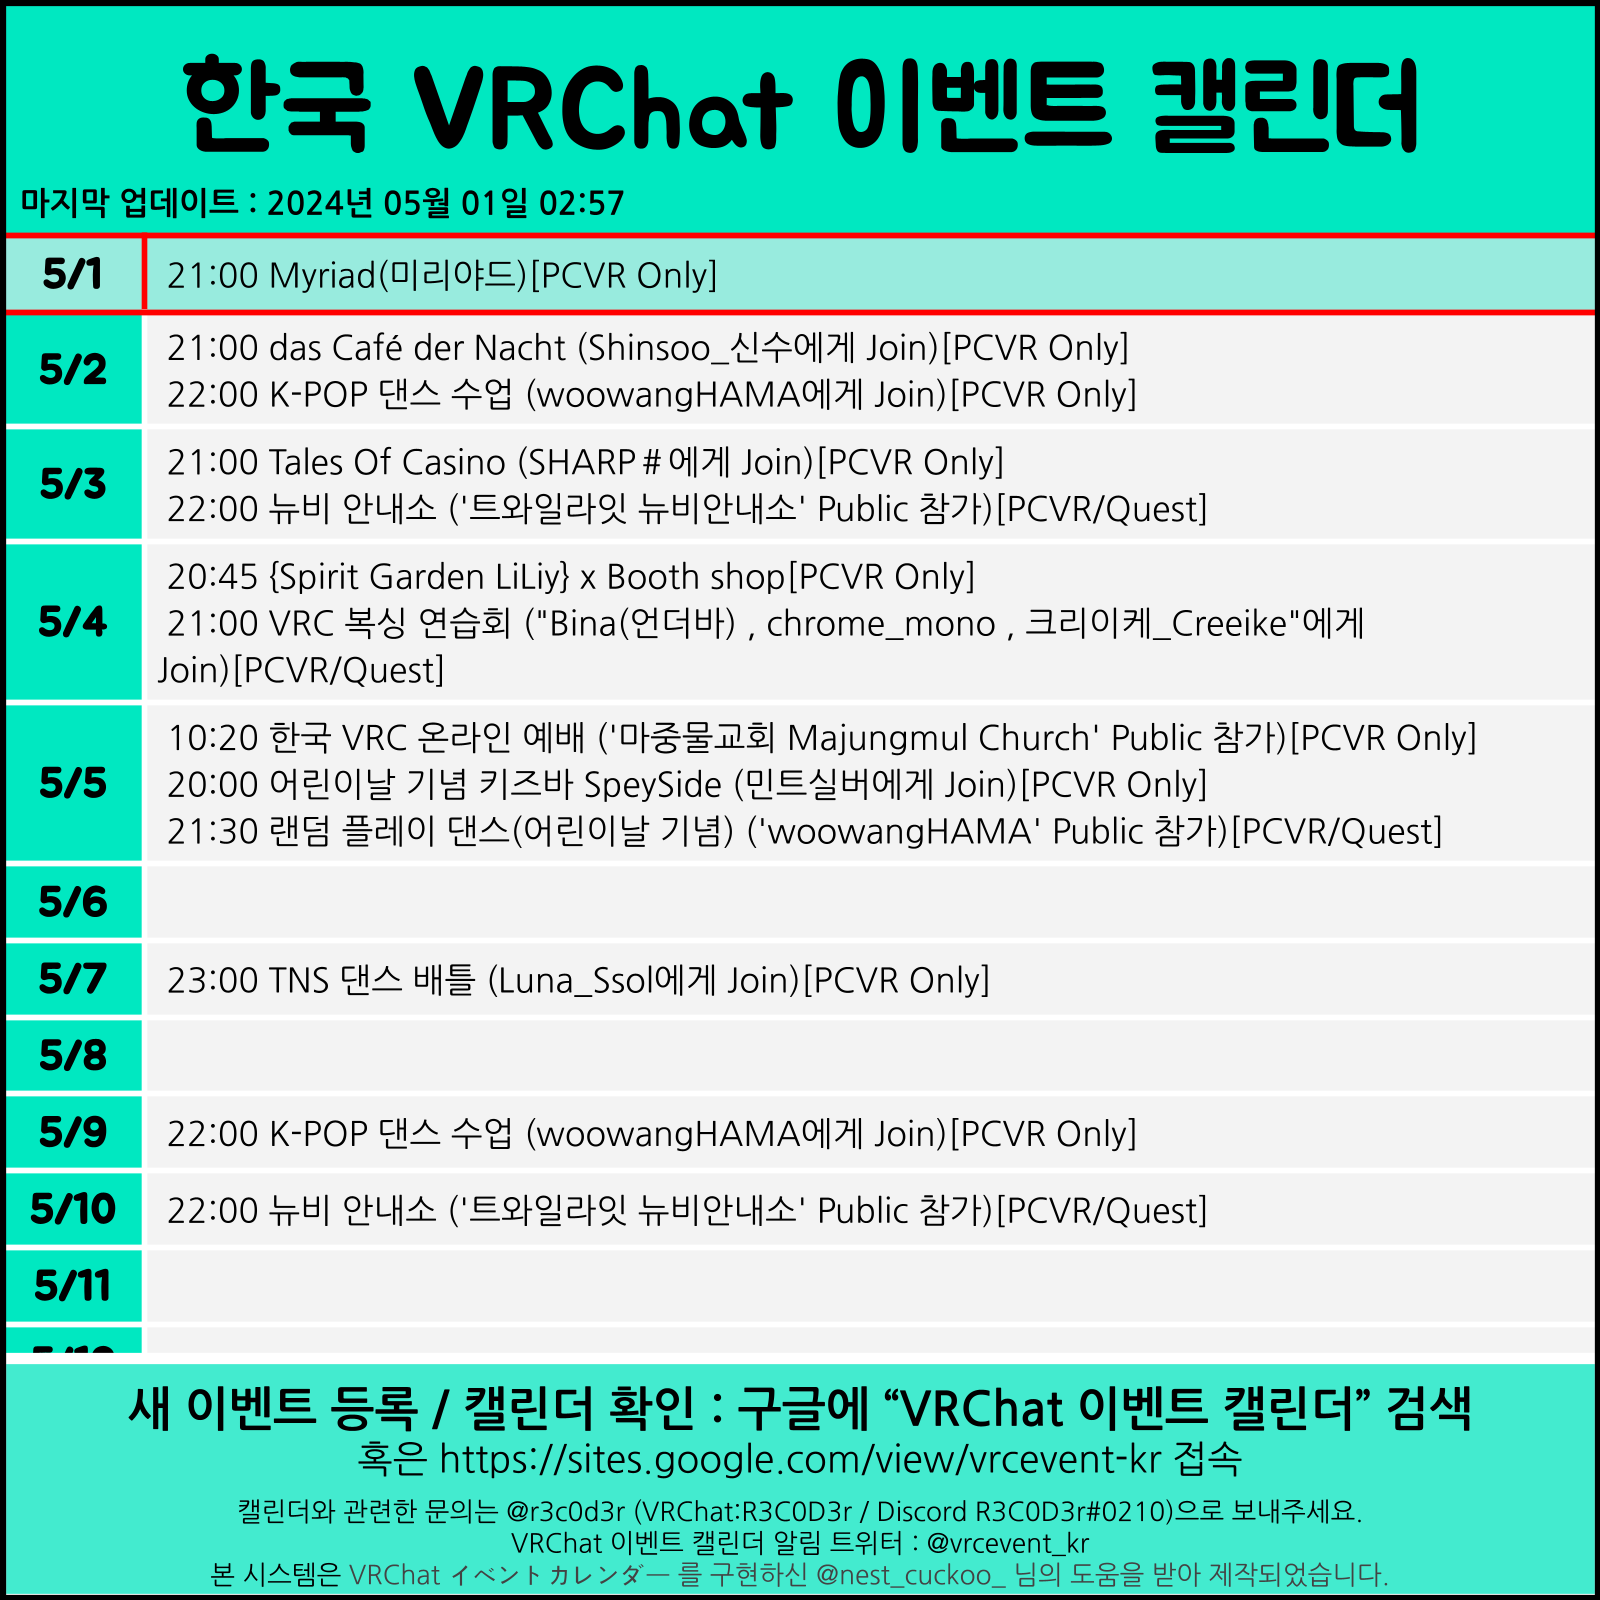 한국 VRChat 이벤트 캘린더
마지막 업데이트 : 2024년 05월 01일 02:57
5/1
21:00 Myriad(미리야드)[PCVR Only]
5/2
21:00 das Café der Nacht (Shinsoo_신수에게 Join)[PCVR Only]
22:00 K-POP 댄스 수업 (woowangHAMA에게 Join)[PCVR Only]
5/3
21:00 Tales Of Casino (SHARP＃에게 Join)[PCVR Only]
22:00 뉴비 안내소 ('트와일라잇 뉴비안내소' Public 참가)[PCVR/Quest]
5/4
20:45 {Spirit Garden LiLiy} x Booth shop[PCVR Only]
21:00 VRC 복싱 연습회 ("Bina(언더바) , chrome_mono , 크리이케_Creeike"에게
Join)[PCVR/Quest]
5/5
10:20 한국 VRC 온라인 예배 ('마중물교회 Majungmul Church' Public 참가)[PCVR Only]
20:00 어린이날 기념 키즈바 SpeySide (민트실버에게 Join)[PCVR Only]
21:30 랜덤 플레이 댄스(어린이날 기념) ('woowangHAMA' Public 참가)[PCVR/Quest]
5/6
5/7
23:00 TNS 댄스 배틀 (Luna_Ssol에게 Join)[PCVR Only]
5/8
5/9
22:00 K-POP 댄스 수업 (woowangHAMA에게 Join)[PCVR Only]
5/10
22:00 뉴비 안내소 ('트와일라잇 뉴비안내소' Public 참가)[PCVR/Quest]
5/11
새 이벤트 등록 / 캘린더 확인 : 구글에 “VRChat 이벤트 캘린더” 검색
혹은 https://sites.google.com/view/vrcevent-kr 접속
캘린더와 관련한 문의는 @r3c0d3r (VRChat:R3C0D3r / Discord R3C0D3r#0210)으로 보내주세요.
VRChat 이벤트 캘린더 알림 트위터 : @vrcevent_kr
본 시스템은 VRChat イベントカレンダー 를 구현하신 @nest_cuckoo_ 님의 도움을 받아 제작되었습니다.